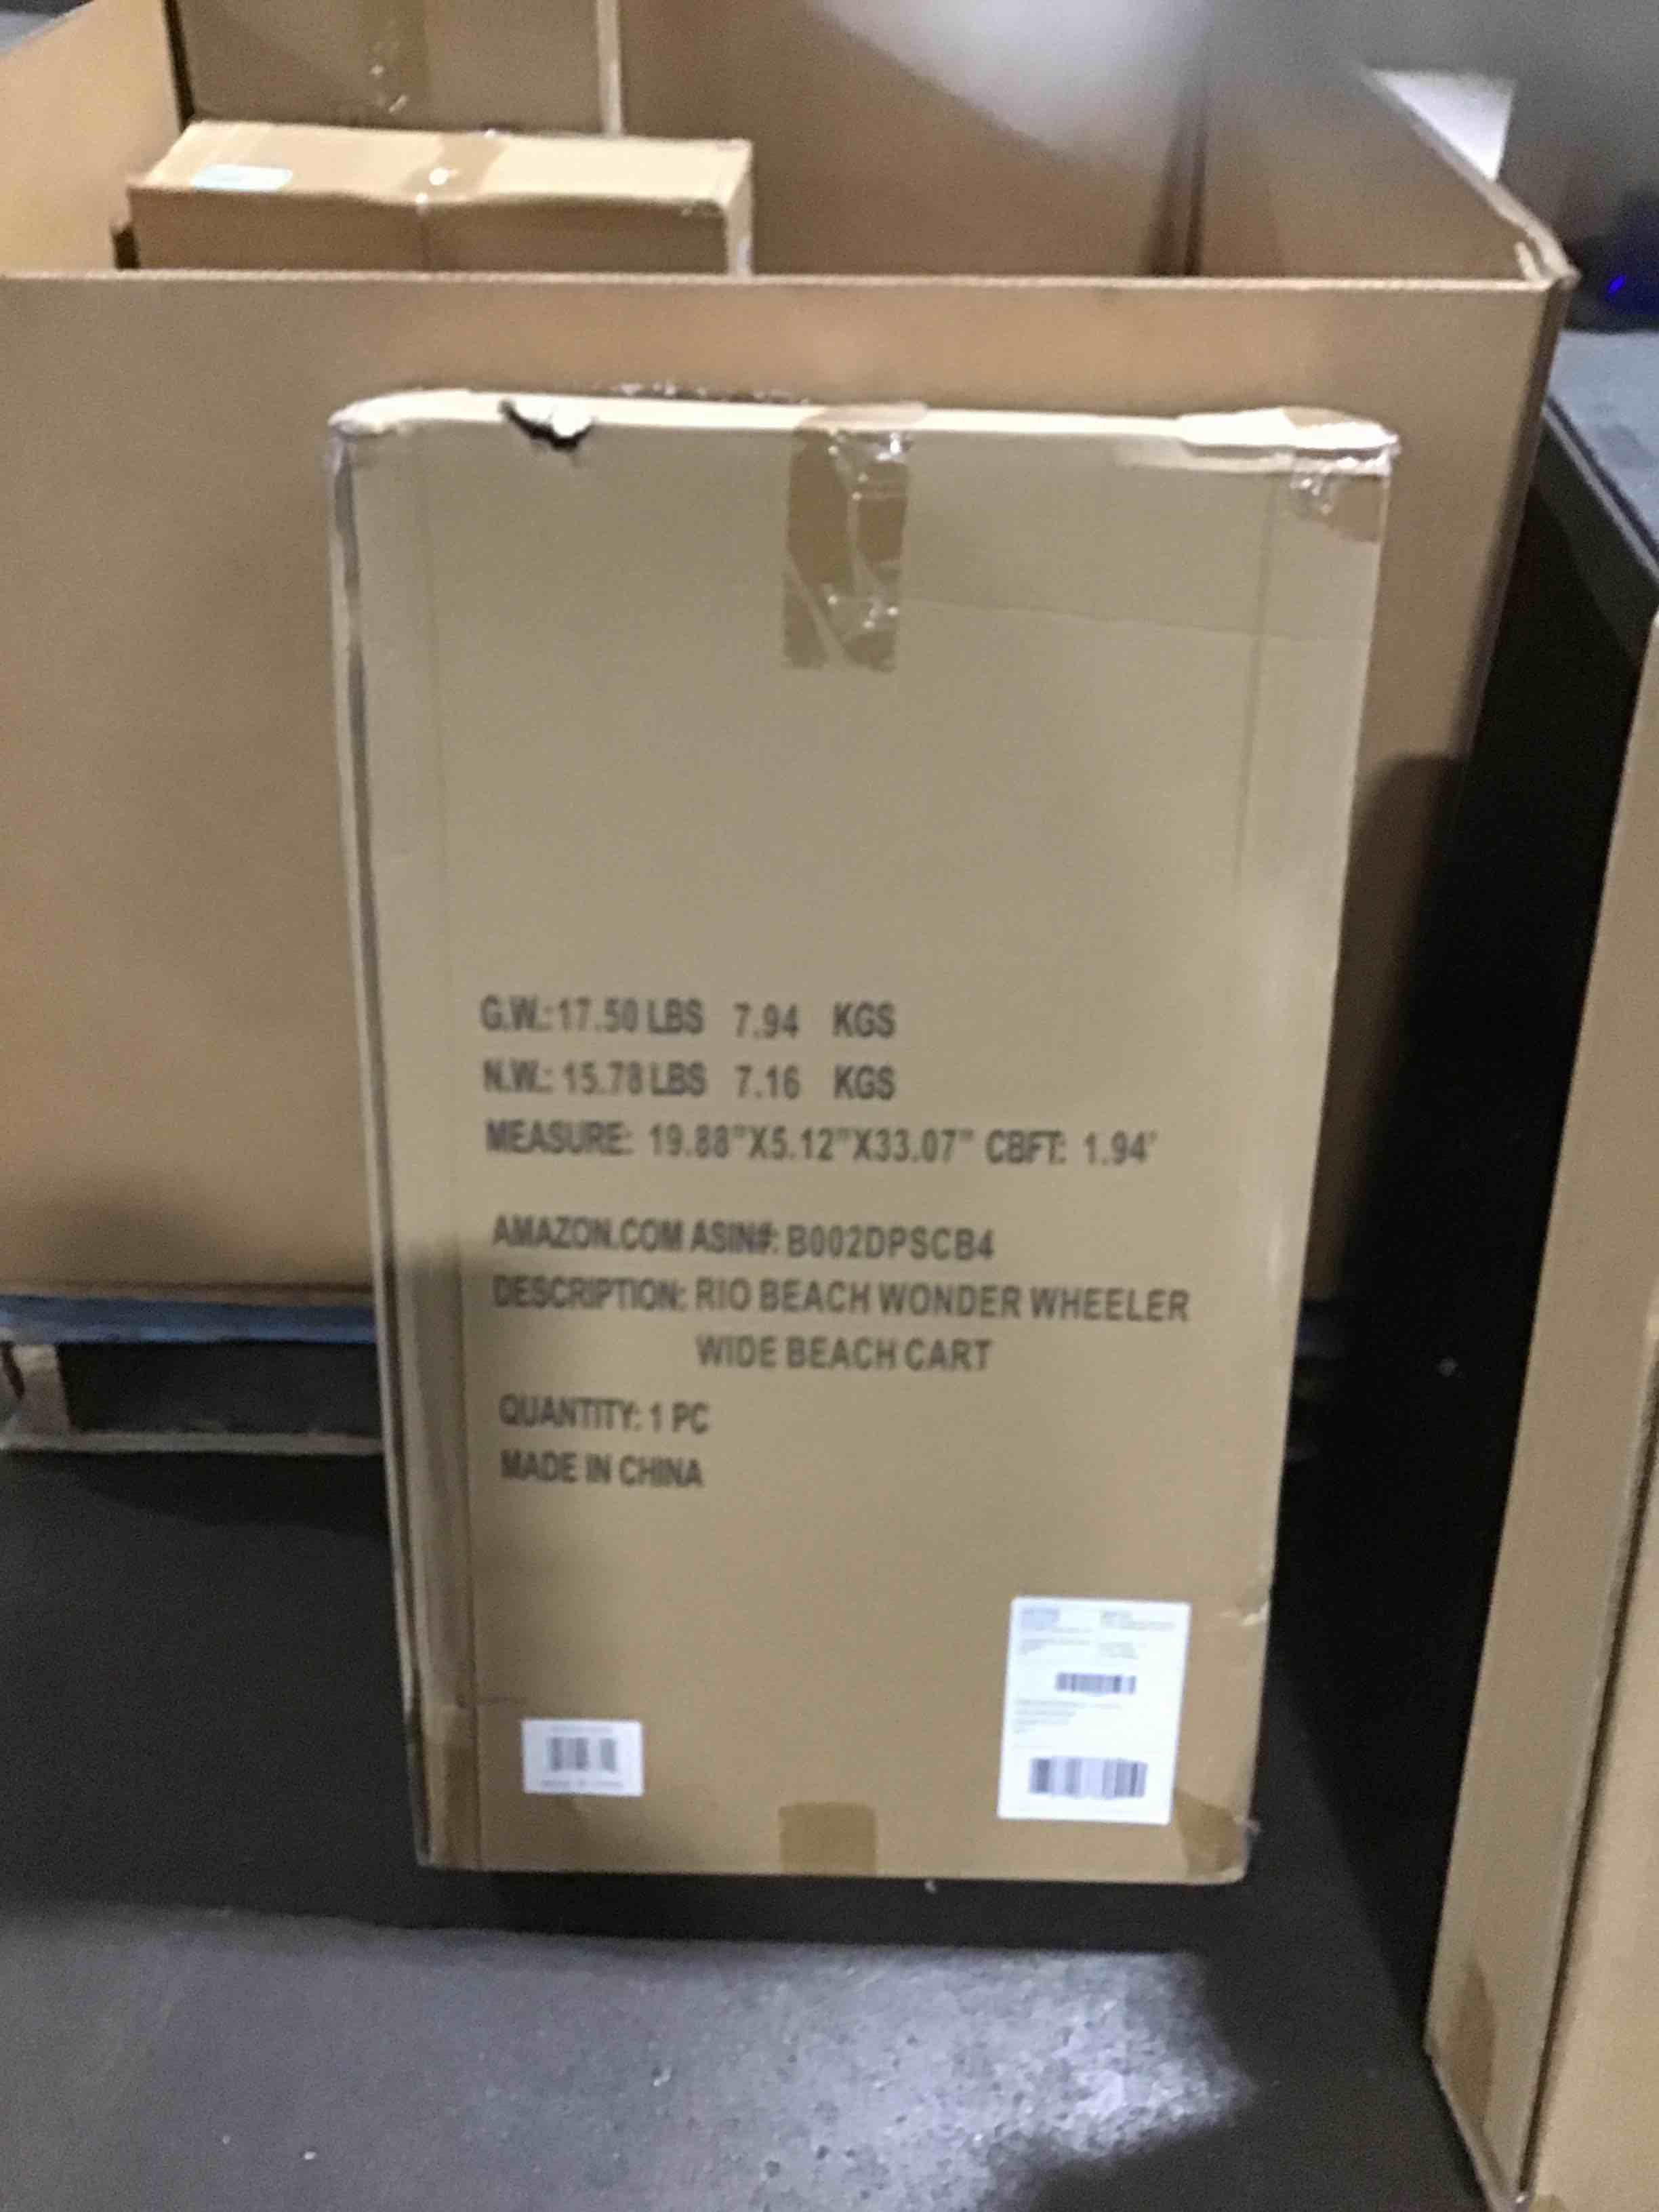 G.W.: 17.50 LBS 7.94 KGS
N.W.: 15.78 LBS 7.16 KGS
MEASURE: 19.88"X5.12"X33.07" CBFT: 1.94'
AMAZON.COM ASIN#: B002DPSCB4
DESCRIPTION: RIO BEACH WONDER WHEELER
WIDE BEACH CART
QUANTITY: 1 PC
MADE IN CHINA